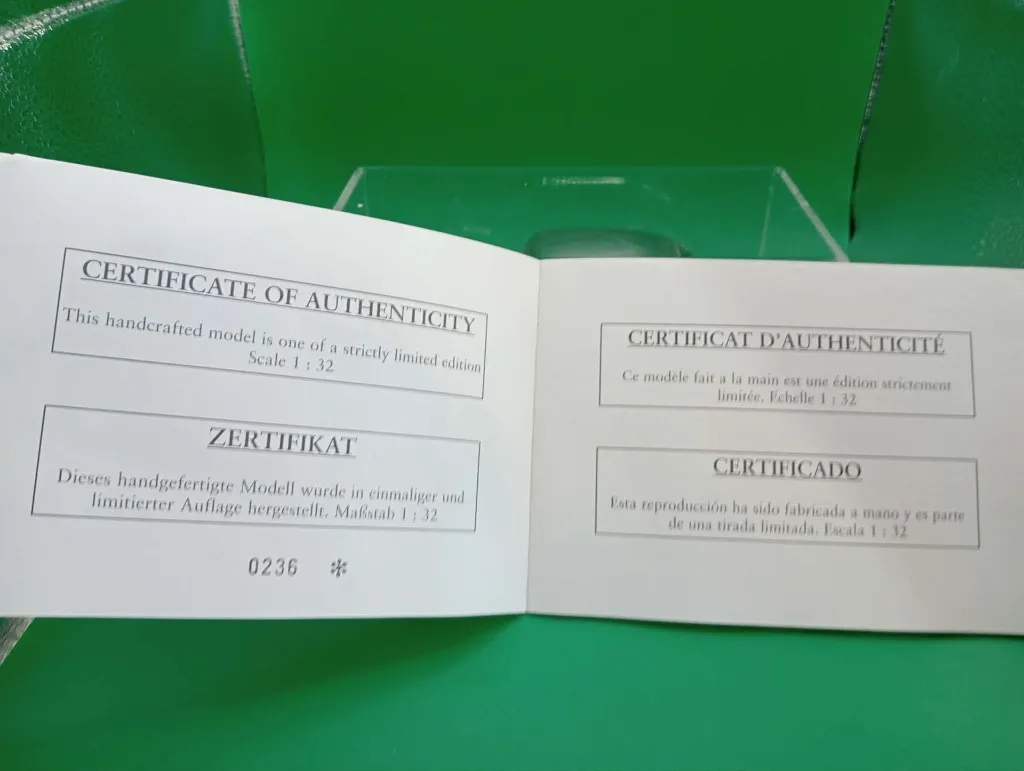 CERTIFICATE OF AUTHENTICITY
This handcrafted model is one of a strictly limited edition
Scale 1 : 32
ZERTIFIKAT
Dieses handgefertigte Modell wurde in einmaliger und
limitierter Auflage hergestellt. Maßstab 1 : 32
0236 *
CERTIFICAT D'AUTHENTICITÉ
Ce modèle fait a la main est une édition strictement
limitée. Echelle 1 : 32
CERTIFICADO
Esta reproducción ha sido fabricada a mano y es parte
de una tirada limitada. Escala 1 : 32